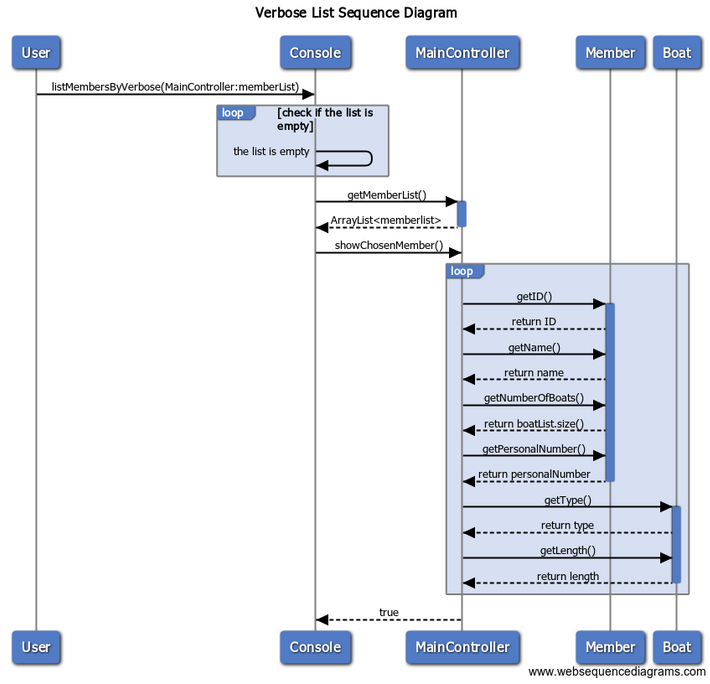 Verbose List Sequence Diagram
User Console MainController Member Boat
listMembersByVerbose(MainController:memberList)
loop [check if the list is
empty]
the list is empty
getMemberList()
ArrayList<memberlist>
showChosenMember()
loop
getID()
return ID
getName()
return name
getNumberOfBoats()
return boatList.size()
getPersonalNumber()
return personalNumber
getType()
return type
getLength()
return length
true
User Console MainController Member Boat
www.websequencediagrams.com